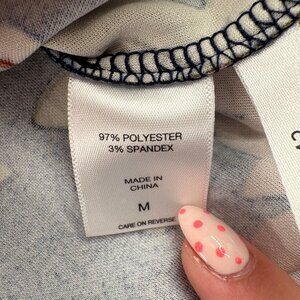 97% POLYESTER
3% SPANDEX
MADE IN
CHINA
M
CARE ON REVERSE